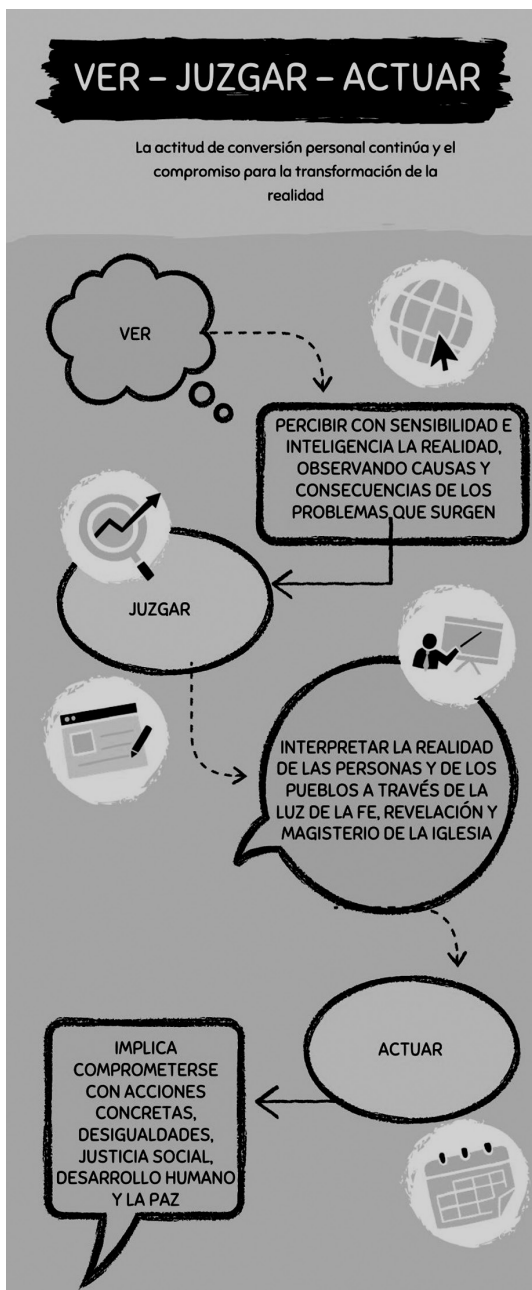 VER – JUZGAR – ACTUAR
La actitud de conversión personal continúa y el
compromiso para la transformación de la
realidad
VER
PERCIBIR CON SENSIBILIDAD E
INTELIGENCIA LA REALIDAD,
OBSERVANDO CAUSAS Y
CONSECUENCIAS DE LOS
PROBLEMAS QUE SURGEN
JUZGAR
INTERPRETAR LA REALIDAD
DE LAS PERSONAS Y DE LOS
PUEBLOS A TRAVÉS DE LA
LUZ DE LA FE, REVELACIÓN Y
MAGISTERIO DE LA IGLESIA
ACTUAR
IMPLICA
COMPROMETERSE
CON ACCIONES
CONCRETAS,
DESIGUALDADES,
JUSTICIA SOCIAL,
DESARROLLO HUMANO
Y LA PAZ